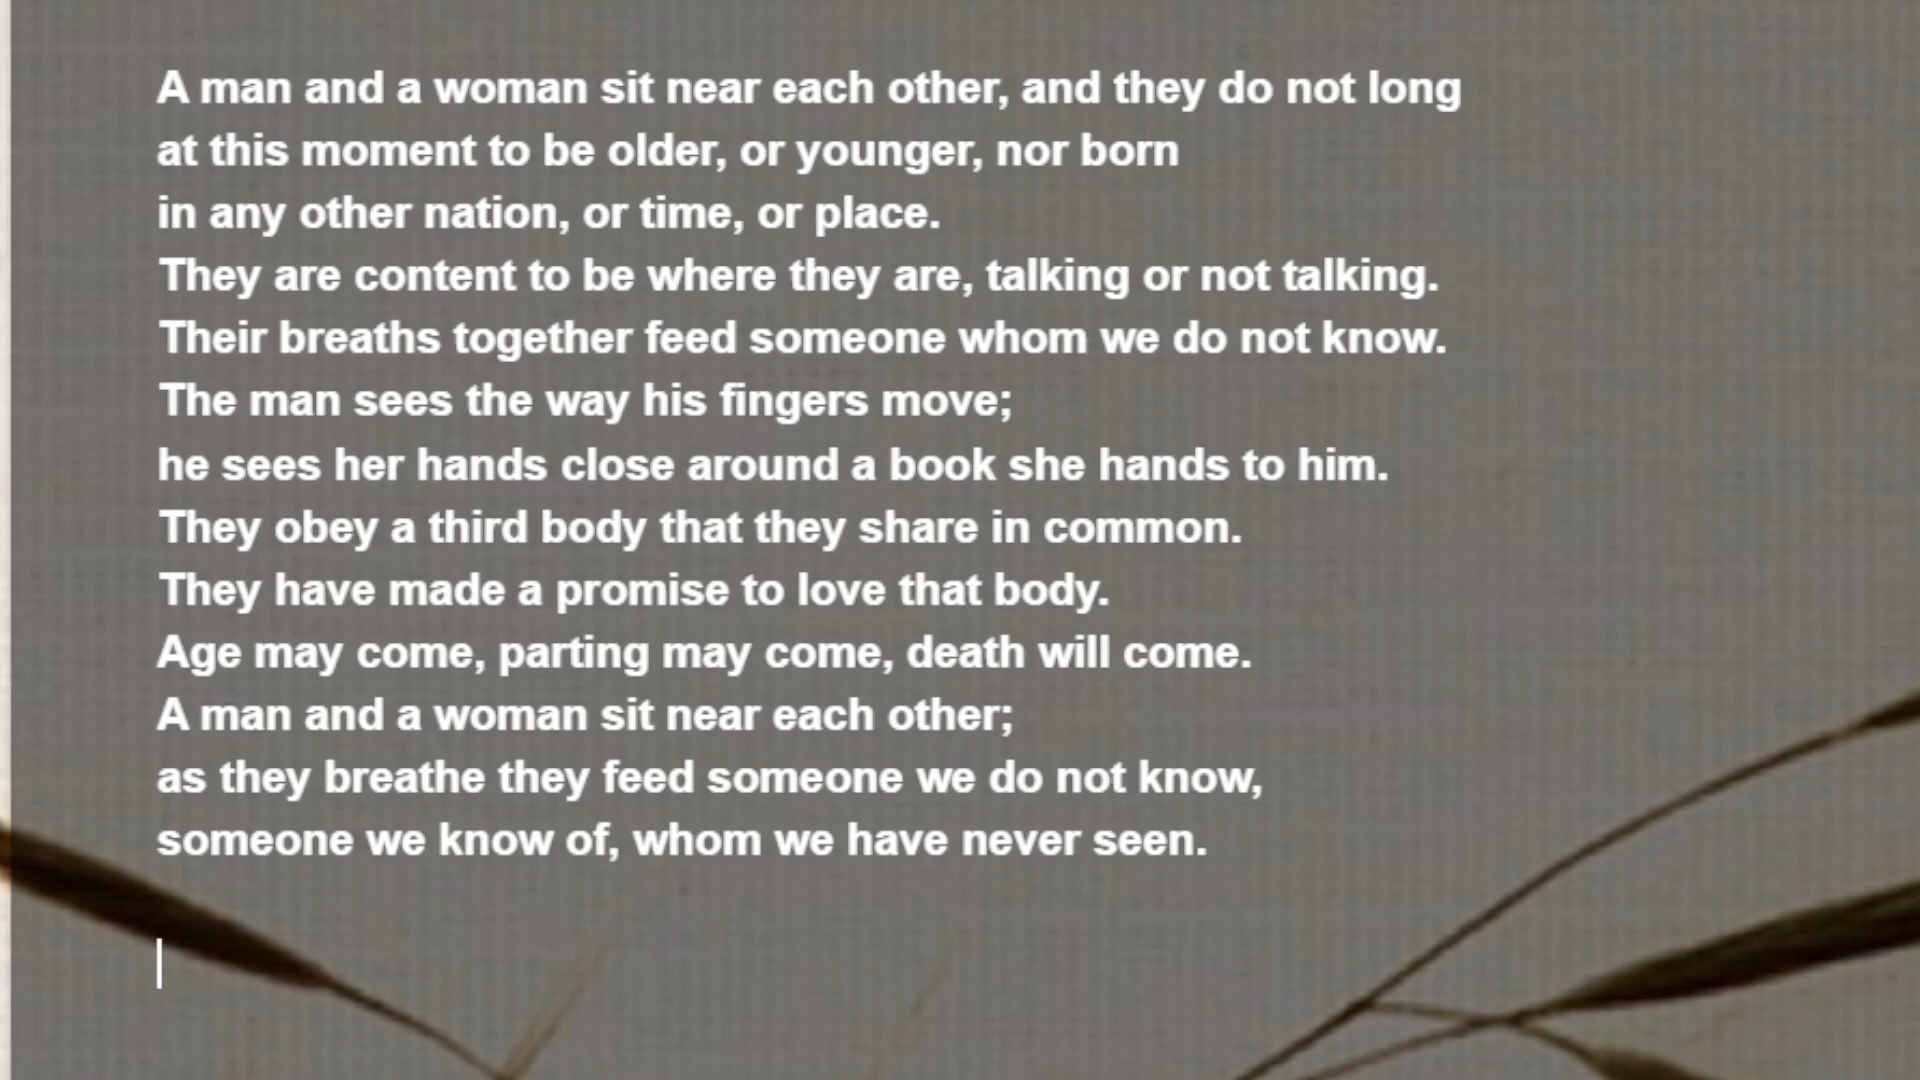 A man and a woman sit near each other, and they do not long
at this moment to be older, or younger, nor born
in any other nation, or time, or place.
They are content to be where they are, talking or not talking.
Their breaths together feed someone whom we do not know.
The man sees the way his fingers move;
he sees her hands close around a book she hands to him.
They obey a third body that they share in common.
They have made a promise to love that body.
Age may come, parting may come, death will come.
A man and a woman sit near each other;
as they breathe they feed someone we do not know,
someone we know of, whom we have never seen.